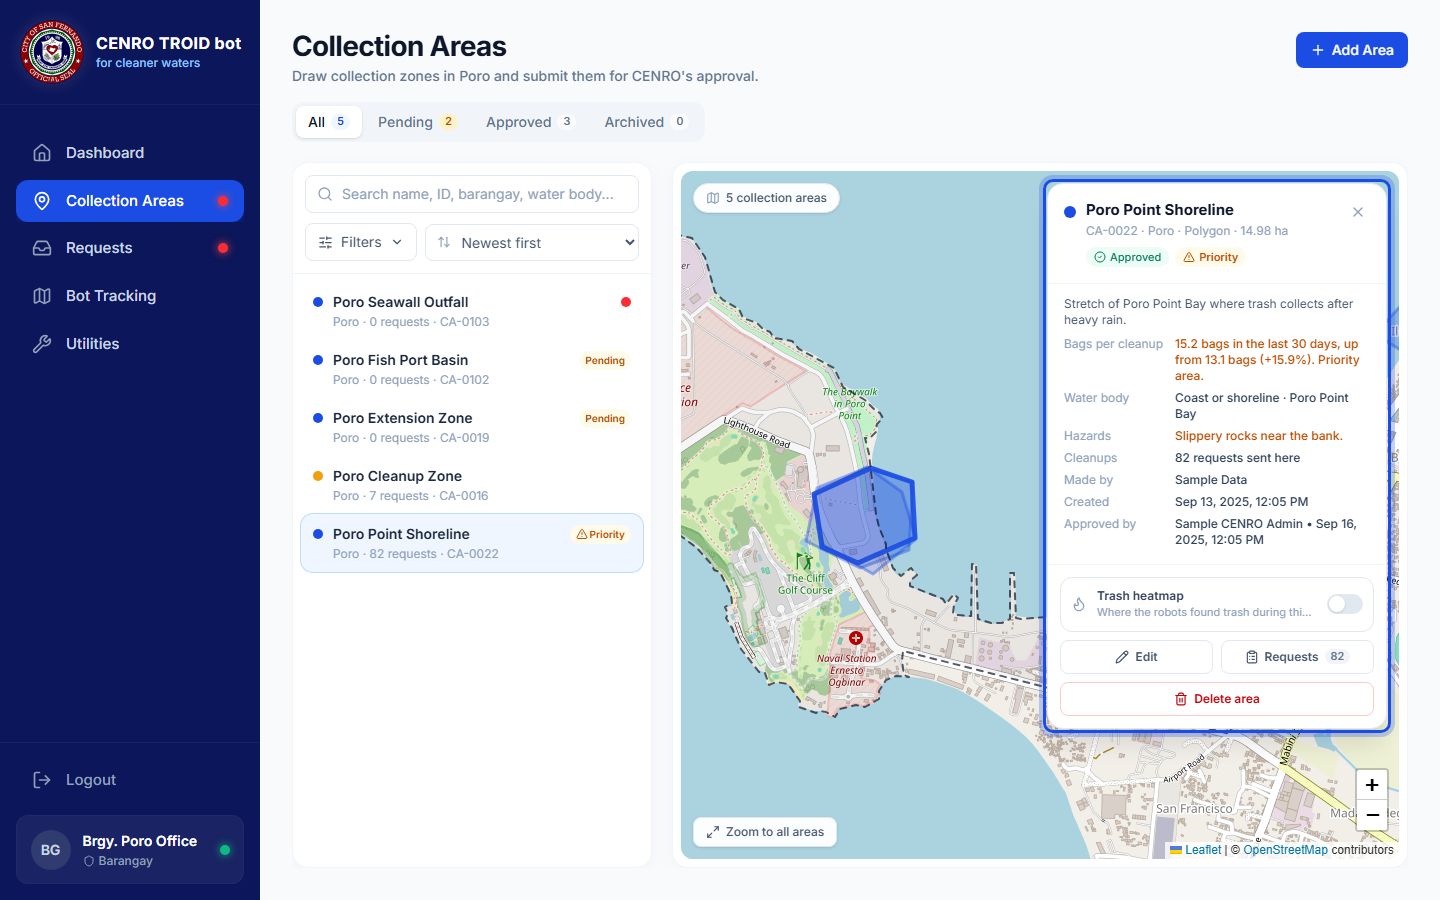 CITY OF SAN FERNANDO
OFFICIAL SEAL
CENRO TROID bot
for cleaner waters
Dashboard
Collection Areas
Requests
Bot Tracking
Utilities
Logout
BG
Brgy. Poro Office
Barangay
Collection Areas
Draw collection zones in Poro and submit them for CENRO's approval.
+ Add Area
All 5
Pending 2
Approved 3
Archived 0
Search name, ID, barangay, water body...
Filters
Newest first
Poro Seawall Outfall
Poro · 0 requests · CA-0103
Poro Fish Port Basin
Pending
Poro · 0 requests · CA-0102
Poro Extension Zone
Pending
Poro · 0 requests · CA-0019
Poro Cleanup Zone
Poro · 7 requests · CA-0016
Poro Point Shoreline
Priority
Poro · 82 requests · CA-0022
5 collection areas
er
ce
ion
The Baywalk
in Poro
Point
Lighthouse Road
The Cliff
Golf Course
Naval Station
Ernesto
Ogbinar
Airport Road
Mabini
San Francisco
Zoom to all areas
+
−
Leaflet | © OpenStreetMap contributors
Poro Point Shoreline
CA-0022 · Poro · Polygon · 14.98 ha
Approved
Priority
Stretch of Poro Point Bay where trash collects after
heavy rain.
Bags per cleanup
15.2 bags in the last 30 days, up
from 13.1 bags (+15.9%). Priority
area.
Water body
Coast or shoreline · Poro Point
Bay
Hazards
Slippery rocks near the bank.
Cleanups
82 requests sent here
Made by
Sample Data
Created
Sep 13, 2025, 12:05 PM
Approved by
Sample CENRO Admin • Sep 16,
2025, 12:05 PM
Trash heatmap
Where the robots found trash during thi...
Edit
Requests 82
Delete area